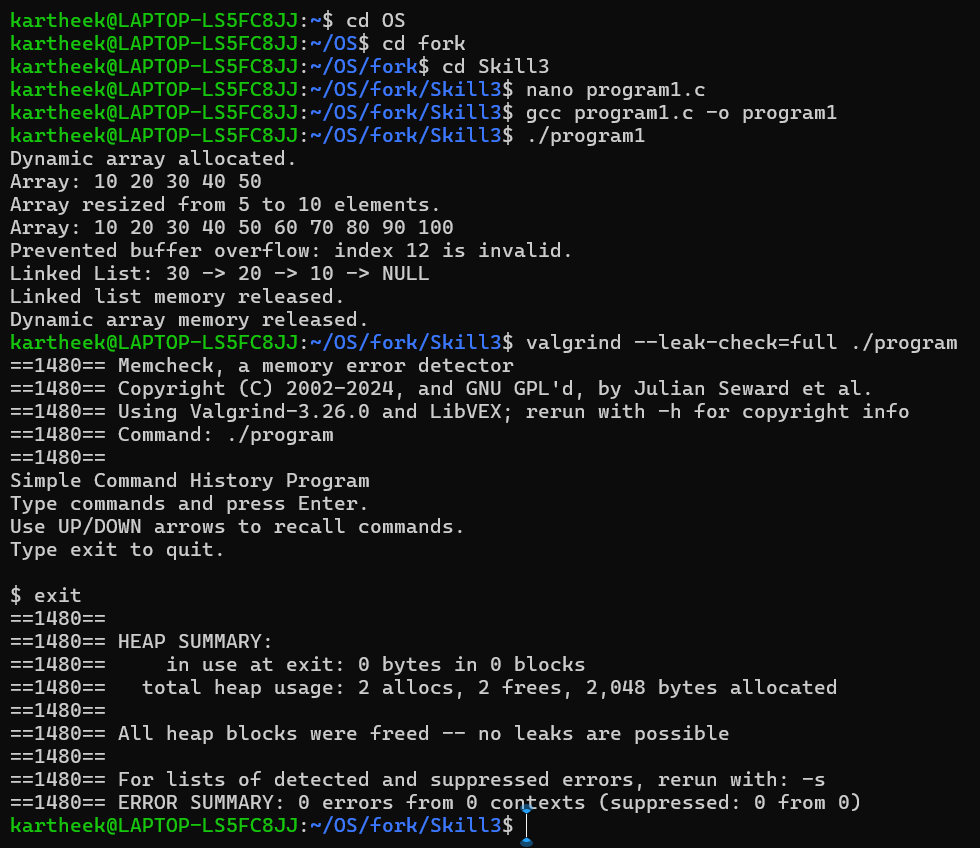 kartheek@LAPTOP-LS5FC8JJ:~$ cd OS
kartheek@LAPTOP-LS5FC8JJ:~/OS$ cd fork
kartheek@LAPTOP-LS5FC8JJ:~/OS/fork$ cd Skill3
kartheek@LAPTOP-LS5FC8JJ:~/OS/fork/Skill3$ nano program1.c
kartheek@LAPTOP-LS5FC8JJ:~/OS/fork/Skill3$ gcc program1.c -o program1
kartheek@LAPTOP-LS5FC8JJ:~/OS/fork/Skill3$ ./program1
Dynamic array allocated.
Array: 10 20 30 40 50
Array resized from 5 to 10 elements.
Array: 10 20 30 40 50 60 70 80 90 100
Prevented buffer overflow: index 12 is invalid.
Linked List: 30 -> 20 -> 10 -> NULL
Linked list memory released.
Dynamic array memory released.
kartheek@LAPTOP-LS5FC8JJ:~/OS/fork/Skill3$ valgrind --leak-check=full ./program
==1480== Memcheck, a memory error detector
==1480== Copyright (C) 2002-2024, and GNU GPL'd, by Julian Seward et al.
==1480== Using Valgrind-3.26.0 and LibVEX; rerun with -h for copyright info
==1480== Command: ./program
==1480==
Simple Command History Program
Type commands and press Enter.
Use UP/DOWN arrows to recall commands.
Type exit to quit.

$ exit
==1480==
==1480== HEAP SUMMARY:
==1480==     in use at exit: 0 bytes in 0 blocks
==1480==   total heap usage: 2 allocs, 2 frees, 2,048 bytes allocated
==1480==
==1480== All heap blocks were freed -- no leaks are possible
==1480==
==1480== For lists of detected and suppressed errors, rerun with: -s
==1480== ERROR SUMMARY: 0 errors from 0 contexts (suppressed: 0 from 0)
kartheek@LAPTOP-LS5FC8JJ:~/OS/fork/Skill3$